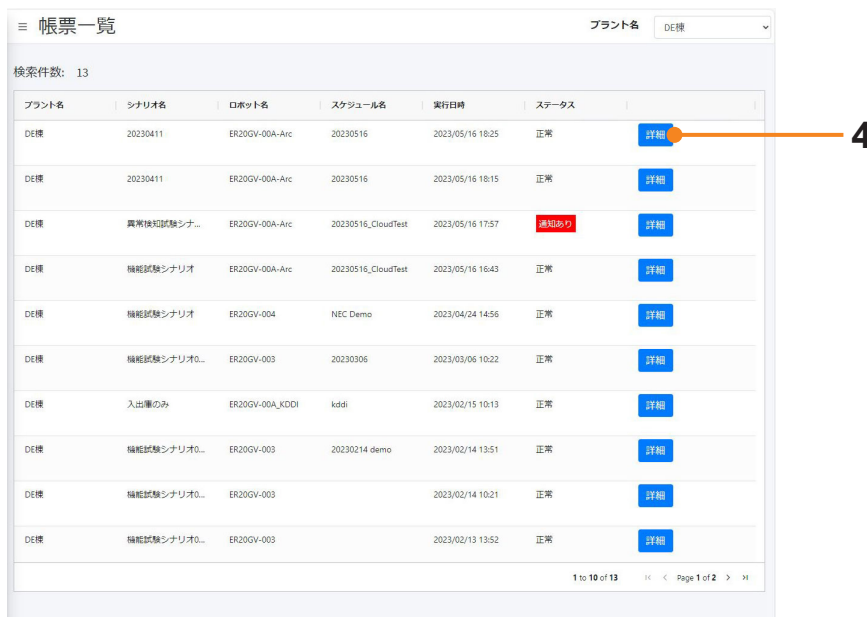 ≡ 帳票一覧 プラント名 DE棟
検索件数: 13
プラント名 シナリオ名 ロボット名 スケジュール名 実行日時 ステータス
DE棟 20230411 ER20GV-00A-Arc 20230516 2023/05/16 18:25 正常 詳細 4
DE棟 20230411 ER20GV-00A-Arc 20230516 2023/05/16 18:15 正常 詳細
DE棟 異常検知試験シナ... ER20GV-00A-Arc 20230516_CloudTest 2023/05/16 17:57 通知あり 詳細
DE棟 機能試験シナリオ ER20GV-00A-Arc 20230516_CloudTest 2023/05/16 16:43 正常 詳細
DE棟 機能試験シナリオ ER20GV-004 NEC Demo 2023/04/24 14:56 正常 詳細
DE棟 機能試験シナリオ0... ER20GV-003 20230306 2023/03/06 10:22 正常 詳細
DE棟 入出庫のみ ER20GV-00A_KDDI kddi 2023/02/15 10:13 正常 詳細
DE棟 機能試験シナリオ0... ER20GV-003 20230214 demo 2023/02/14 13:51 正常 詳細
DE棟 機能試験シナリオ0... ER20GV-003 2023/02/14 10:21 正常 詳細
DE棟 機能試験シナリオ0... ER20GV-003 2023/02/13 13:52 正常 詳細
1 to 10 of 13 Page 1 of 2